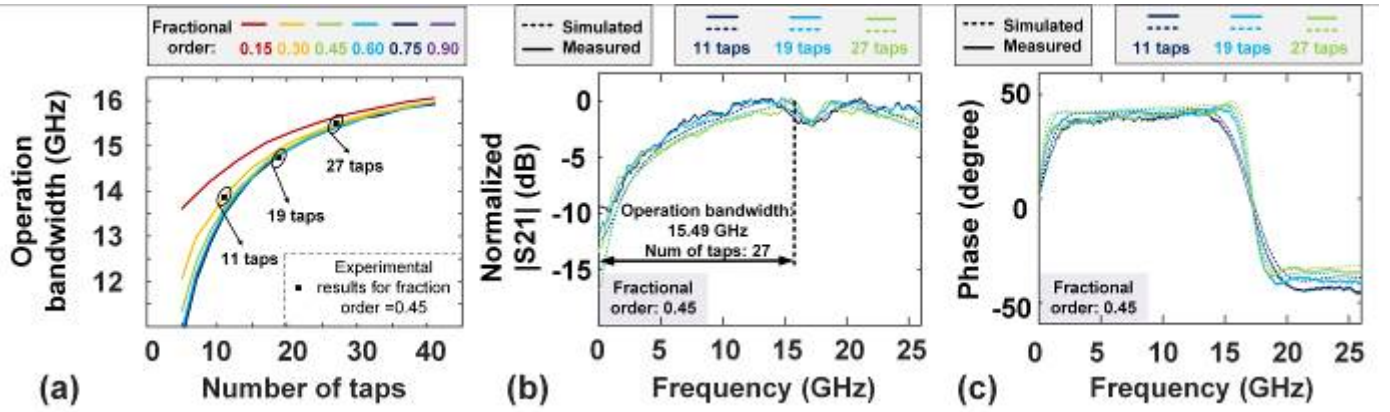 Fractional order: 0.15 0.30 0.45 0.60 0.75 0.90
Operation bandwidth (GHz)
16
15
14
13
12
27 taps
19 taps
11 taps
Experimental
results for fraction
order =0.45
0 10 20 30 40
(a) Number of taps
Simulated
Measured
11 taps 19 taps 27 taps
Normalized |S21| (dB)
0
-5
-10
-15
Operation bandwidth:
15.49 GHz
Num of taps: 27
Fractional
order: 0.45
0 5 10 15 20 25
(b) Frequency (GHz)
Simulated
Measured
11 taps 19 taps 27 taps
Phase (degree)
50
0
-50
Fractional
order: 0.45
0 5 10 15 20 25
(c) Frequency (GHz)